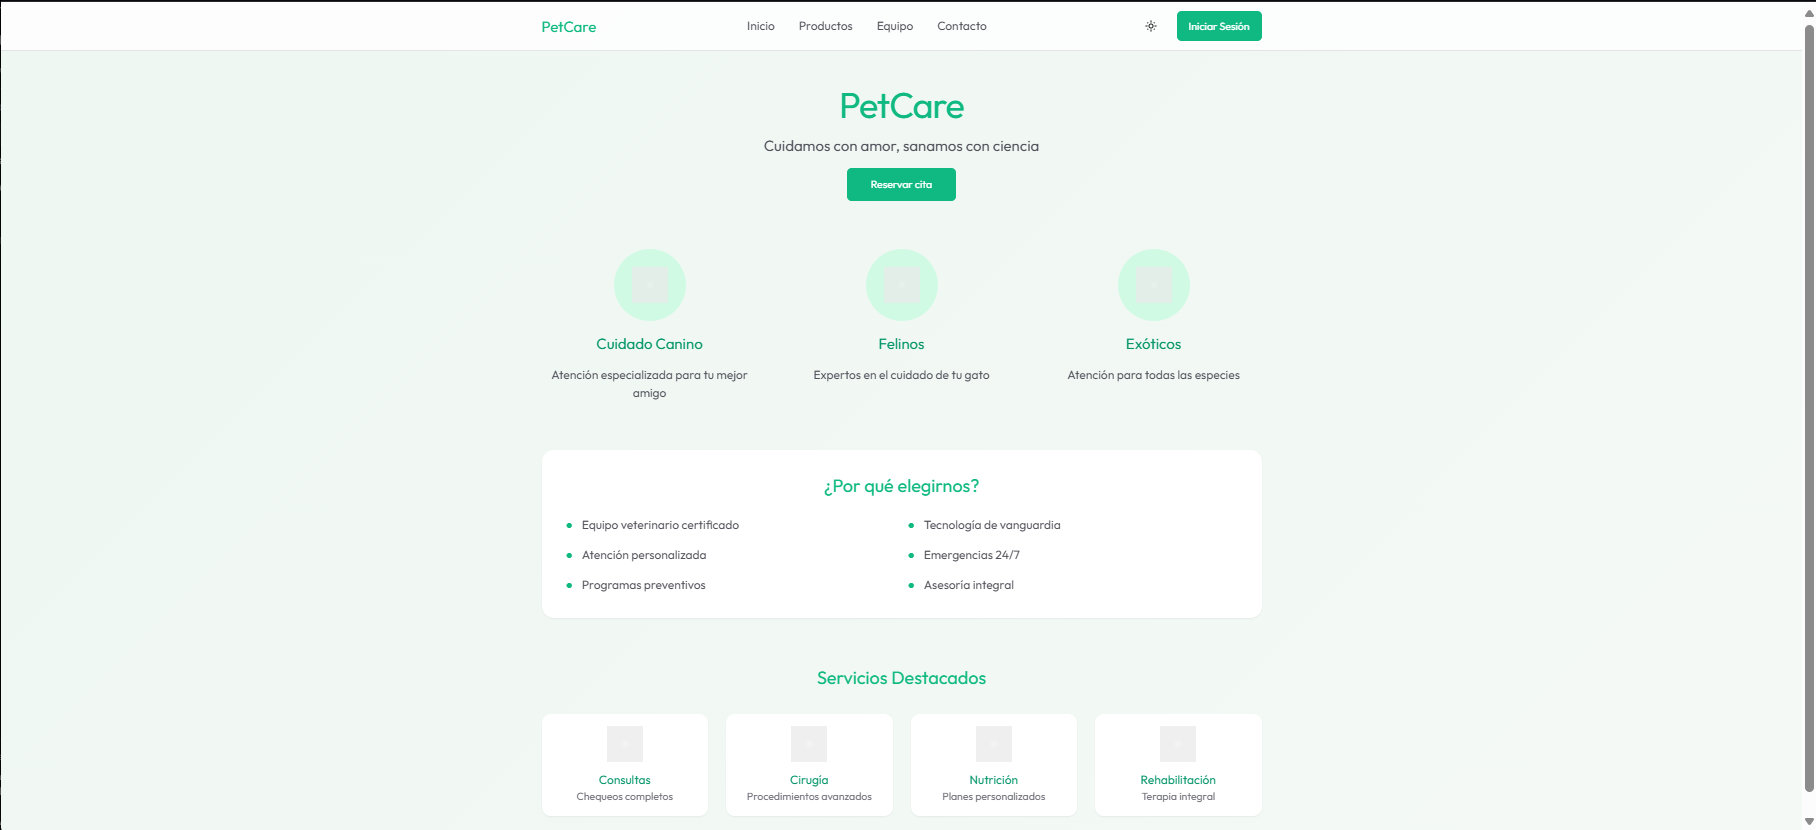 PetCare
Inicio
Productos
Equipo
Contacto
Iniciar Sesión
PetCare
Cuidamos con amor, sanamos con ciencia
Reservar cita
Cuidado Canino
Atención especializada para tu mejor
amigo
Felinos
Expertos en el cuidado de tu gato
Exóticos
Atención para todas las especies
¿Por qué elegirnos?
Equipo veterinario certificado
Tecnología de vanguardia
Atención personalizada
Emergencias 24/7
Programas preventivos
Asesoría integral
Servicios Destacados
Consultas
Chequeos completos
Cirugía
Procedimientos avanzados
Nutrición
Planes personalizados
Rehabilitación
Terapia integral